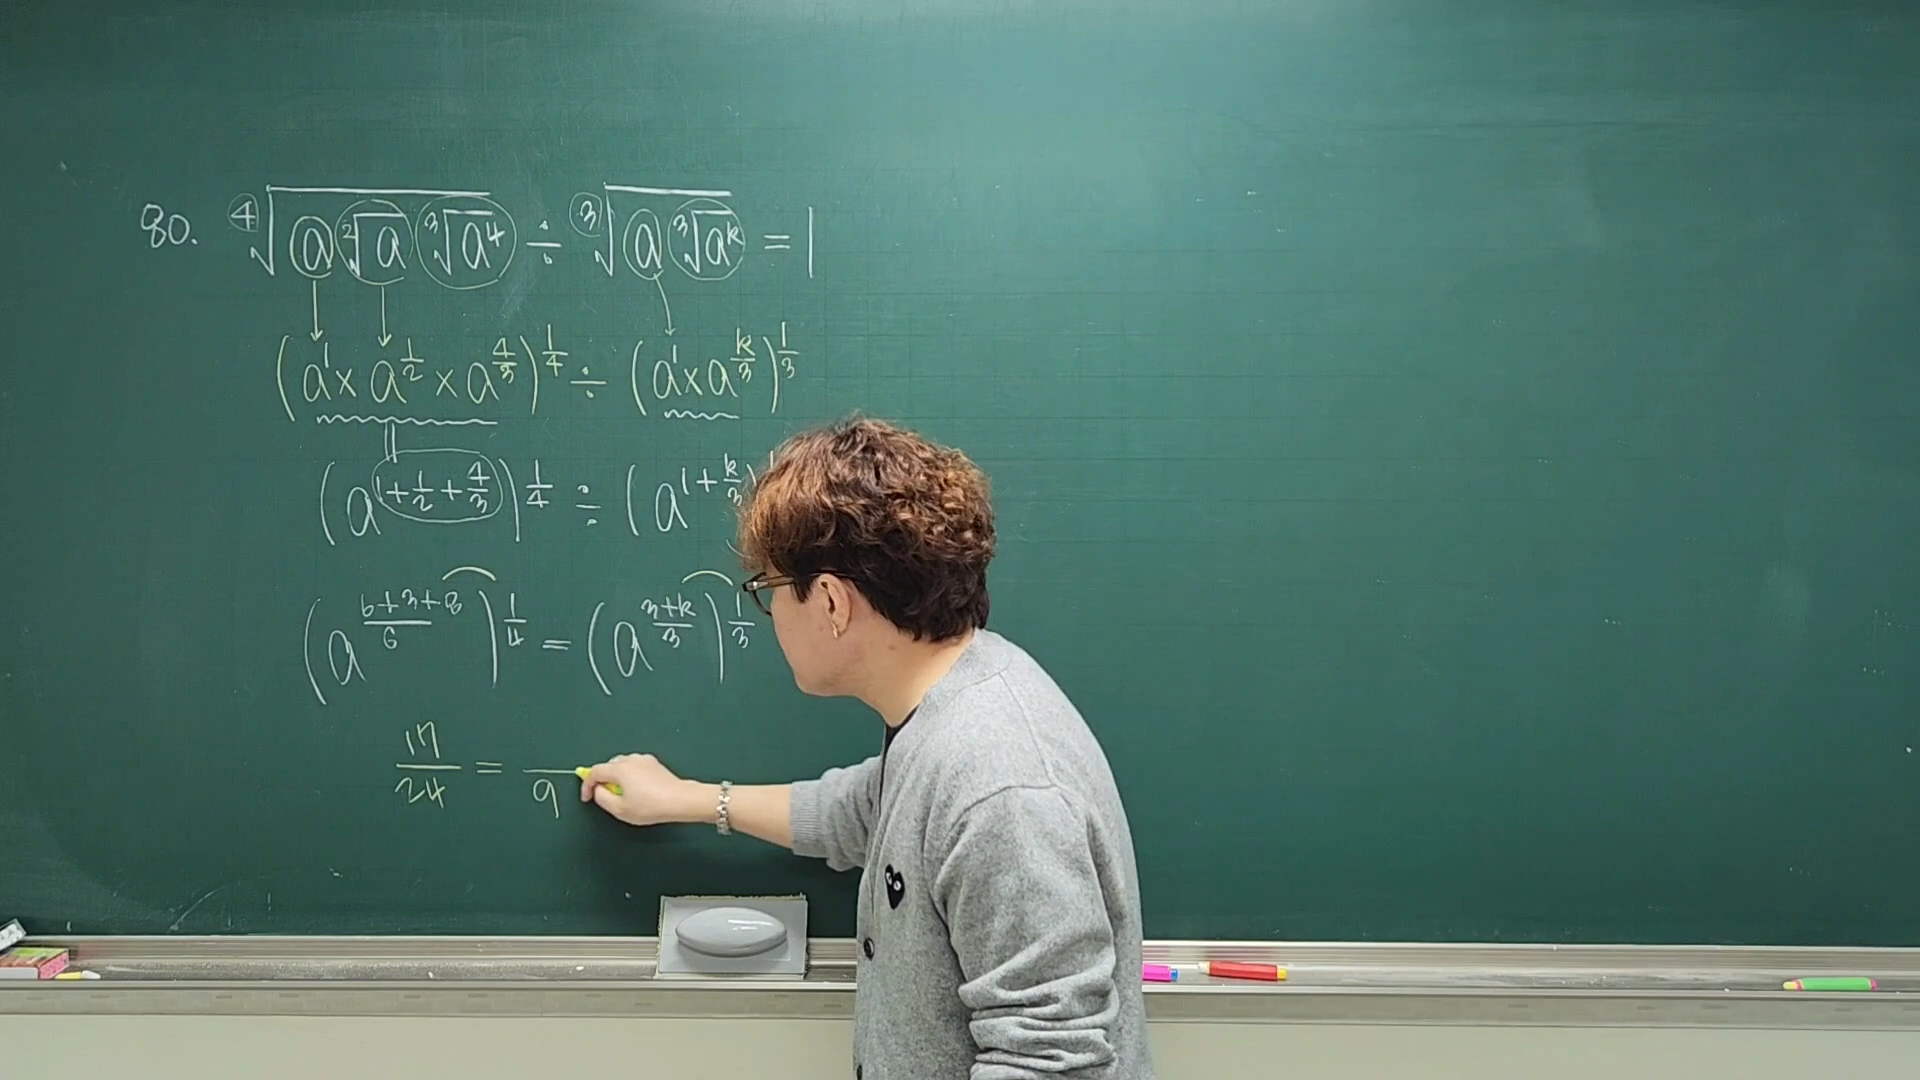 80. ⁴√(a ²√a ³√a⁴) ÷ ³√(a ³√a^k) = 1
(a¹ × a^(1/2) × a^(4/3))^(1/4) ÷ (a¹ × a^(k/3))^(1/3)
(a^(1+1/2+4/3))^(1/4) ÷ (a^(1+k/3)
(a^((6+3+8)/6))^(1/4) = (a^((3+k)/3))^(1/3)
17/24 = /9